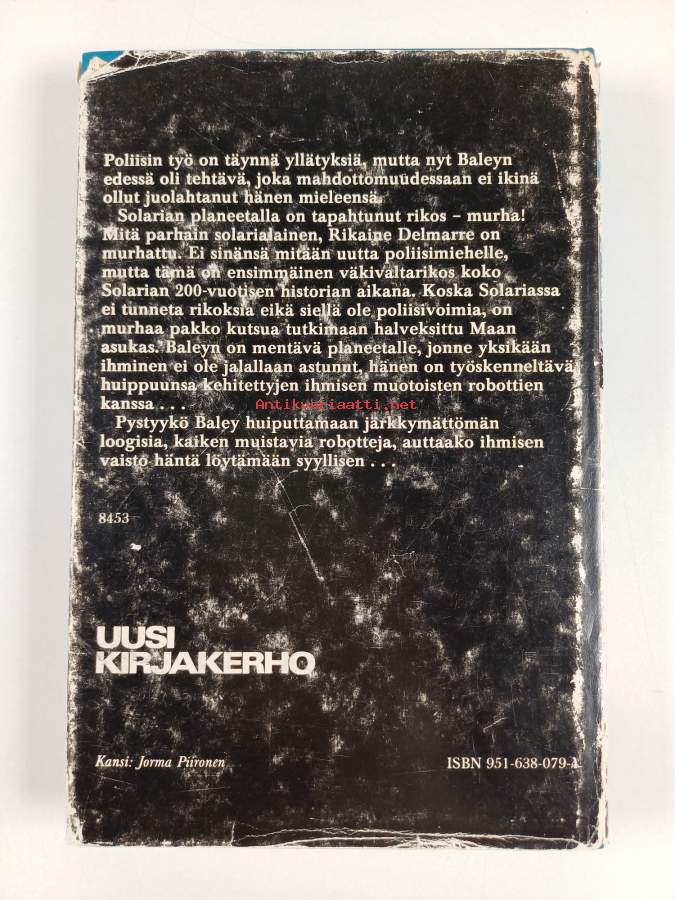 Poliisin työ on täynnä yllätyksiä, mutta nyt Baleyn
edessä oli tehtävä, joka mahdottomuudessaan ei ikinä
ollut juolahtanut hänen mieleensä.
Solarian planeetalla on tapahtunut rikos – murha!
Mitä parhain solarialainen, Rikaine Delmarre on
murhattu. Ei sinänsä mitään uutta poliisimiehelle,
mutta tämä on ensimmäinen väkivaltarikos koko
Solarian 200-vuotisen historian aikana. Koska Solariassa
ei tunneta rikoksia eikä siellä ole poliisivoimia, on
murhaa pakko kutsua tutkimaan halveksittu Maan
asukas. Baleyn on mentävä planeetalle, jonne yksikään
ihminen ei ole jalallaan astunut, hänen on työskenneltävä
huippuunsa kehitettyjen ihmisen muotoisten robottien
kanssa . . .
Antikvariaatti.net
Pystyykö Baley huiputtamaan järkkymättömän
loogisia, kaiken muistavia robotteja, auttaako ihmisen
vaisto häntä löytämään syyllisen . . .
8453
UUSI
KIRJAKERHO
Kansi: Jorma Piironen
ISBN 951-638-079-